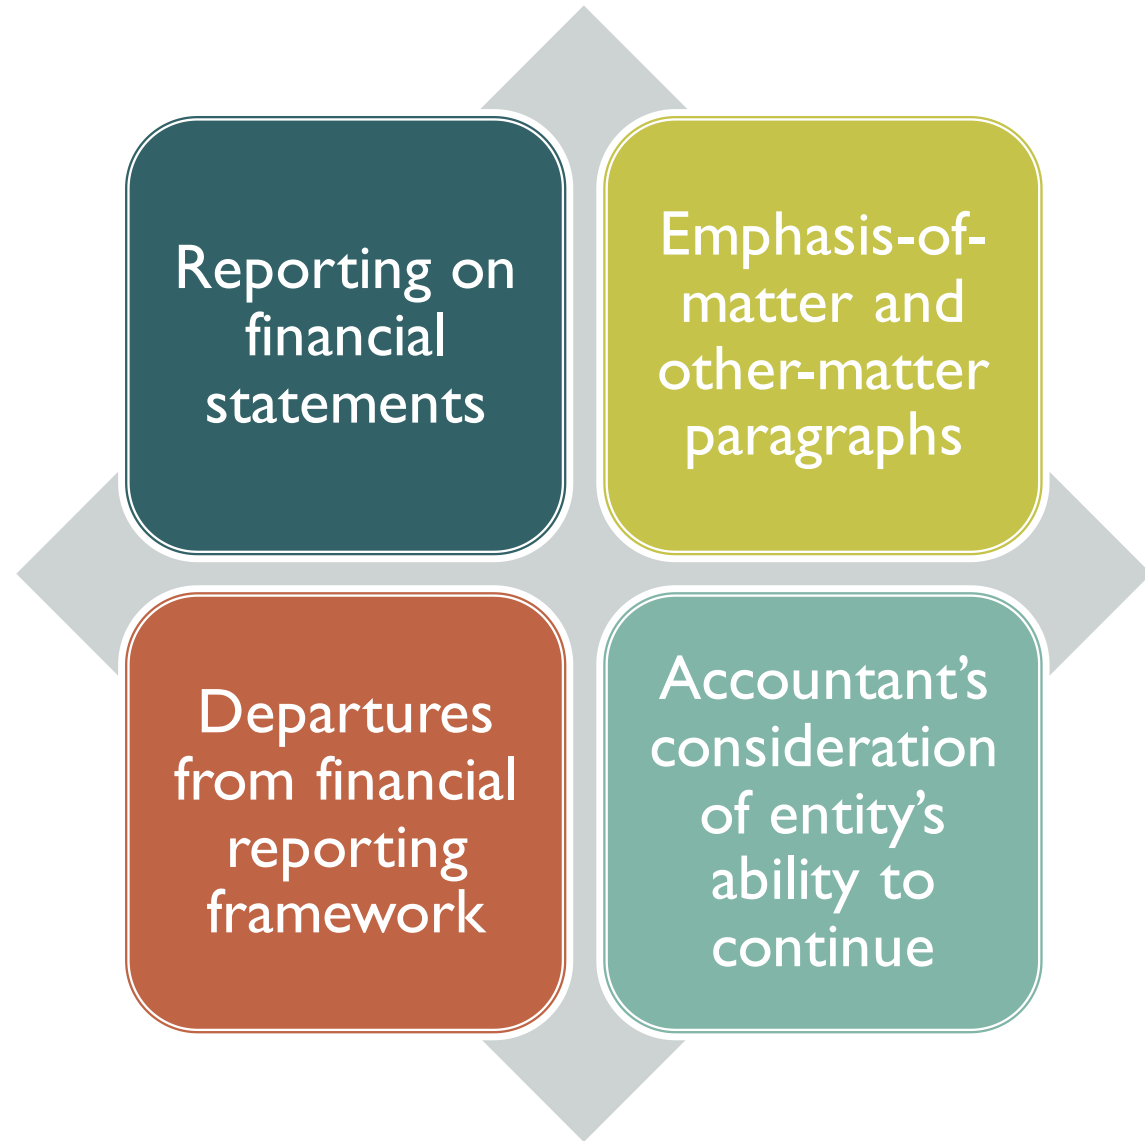 Reporting on
financial
statements
Emphasis-of-
matter and
other-matter
paragraphs
Departures
from financial
reporting
framework
Accountant’s
consideration
of entity’s
ability to
continue